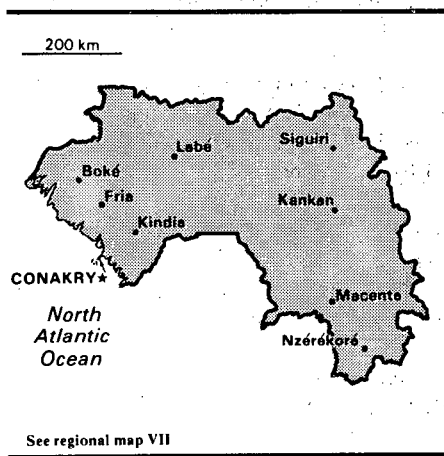 200 km
Labé
Siguiri
Boké
Fria
Kankan
Kindia
CONAKRY
Macenta
North
Atlantic
Ocean
Nzérékoré
See regional map VII